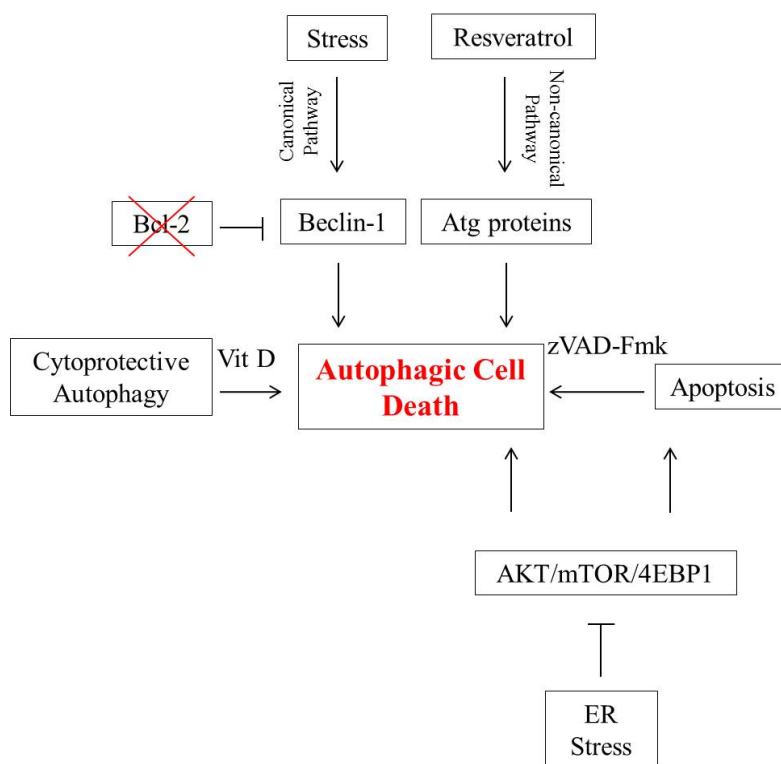 Stress
Resveratrol
Canonical
Pathway
Non-canonical
Pathway
Bcl-2
Beclin-1
Atg proteins
Cytoprotective
Autophagy
Vit D
Autophagic Cell
Death
zVAD-Fmk
Apoptosis
AKT/mTOR/4EBP1
ER
Stress